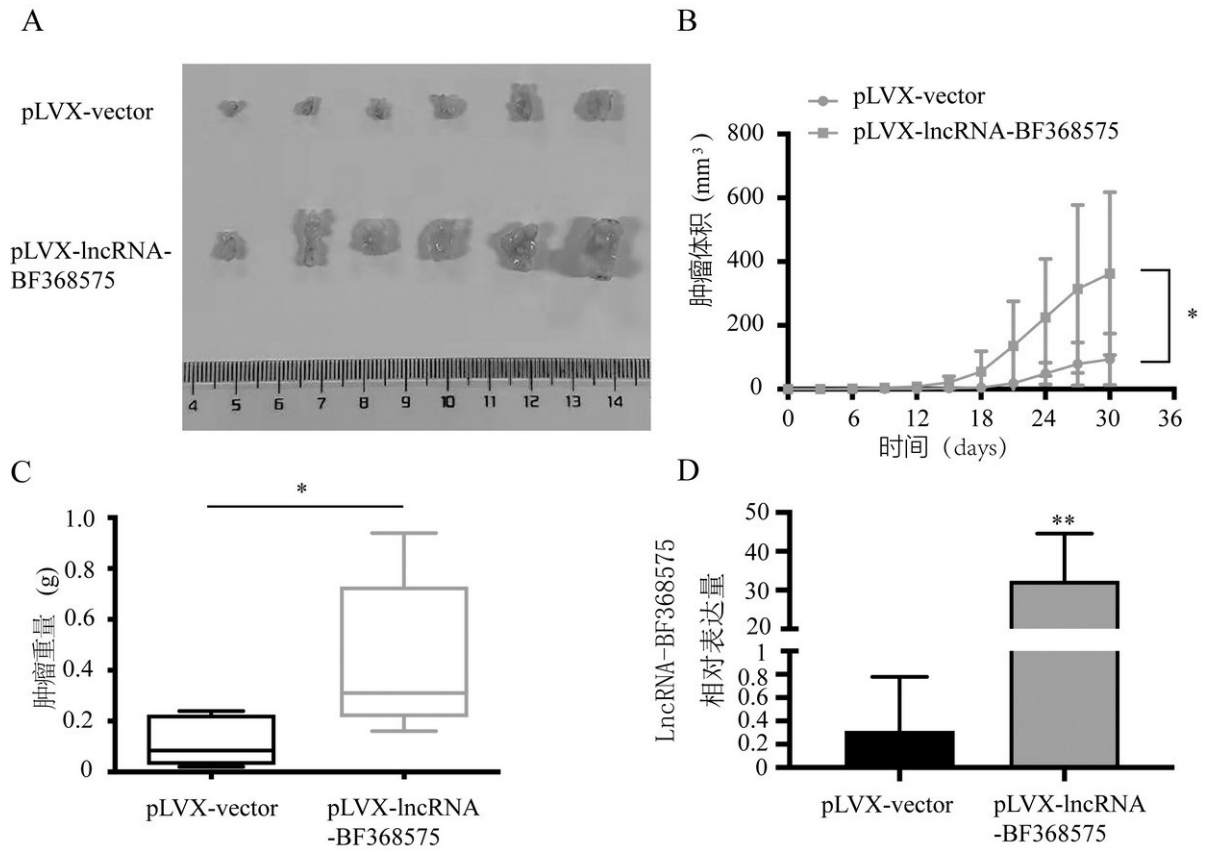 A
pLVX-vector
pLVX-lncRNA-
BF368575
4 5 6 7 8 9 10 11 12 13 14
B
pLVX-vector
pLVX-lncRNA-BF368575
肿瘤体积 (mm³)
800
600
400
200
0
0 6 12 18 24 30 36
时间 (days)
*
C
*
肿瘤重量 (g)
1.0
0.8
0.6
0.4
0.2
0
pLVX-vector
pLVX-lncRNA
-BF368575
D
LncRNA-BF368575
相对表达量
50
40
30
20
1
0.8
0.6
0.4
0.2
0
**
pLVX-vector
pLVX-lncRNA
-BF368575